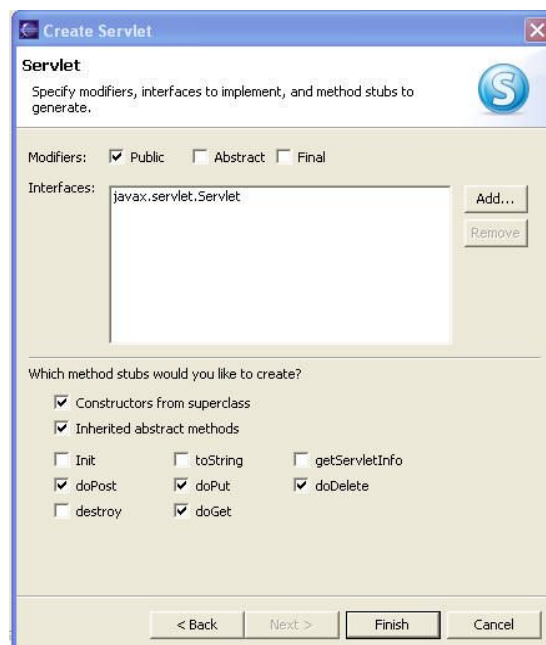 Create Servlet
Servlet
Specify modifiers, interfaces to implement, and method stubs to
generate.
S
Modifiers: Public Abstract Final
Interfaces:
javax.servlet.Servlet
Add...
Remove
Which method stubs would you like to create?
Constructors from superclass
Inherited abstract methods
Init toString getServletInfo
doPost doPut doDelete
destroy doGet
< Back Next > Finish Cancel